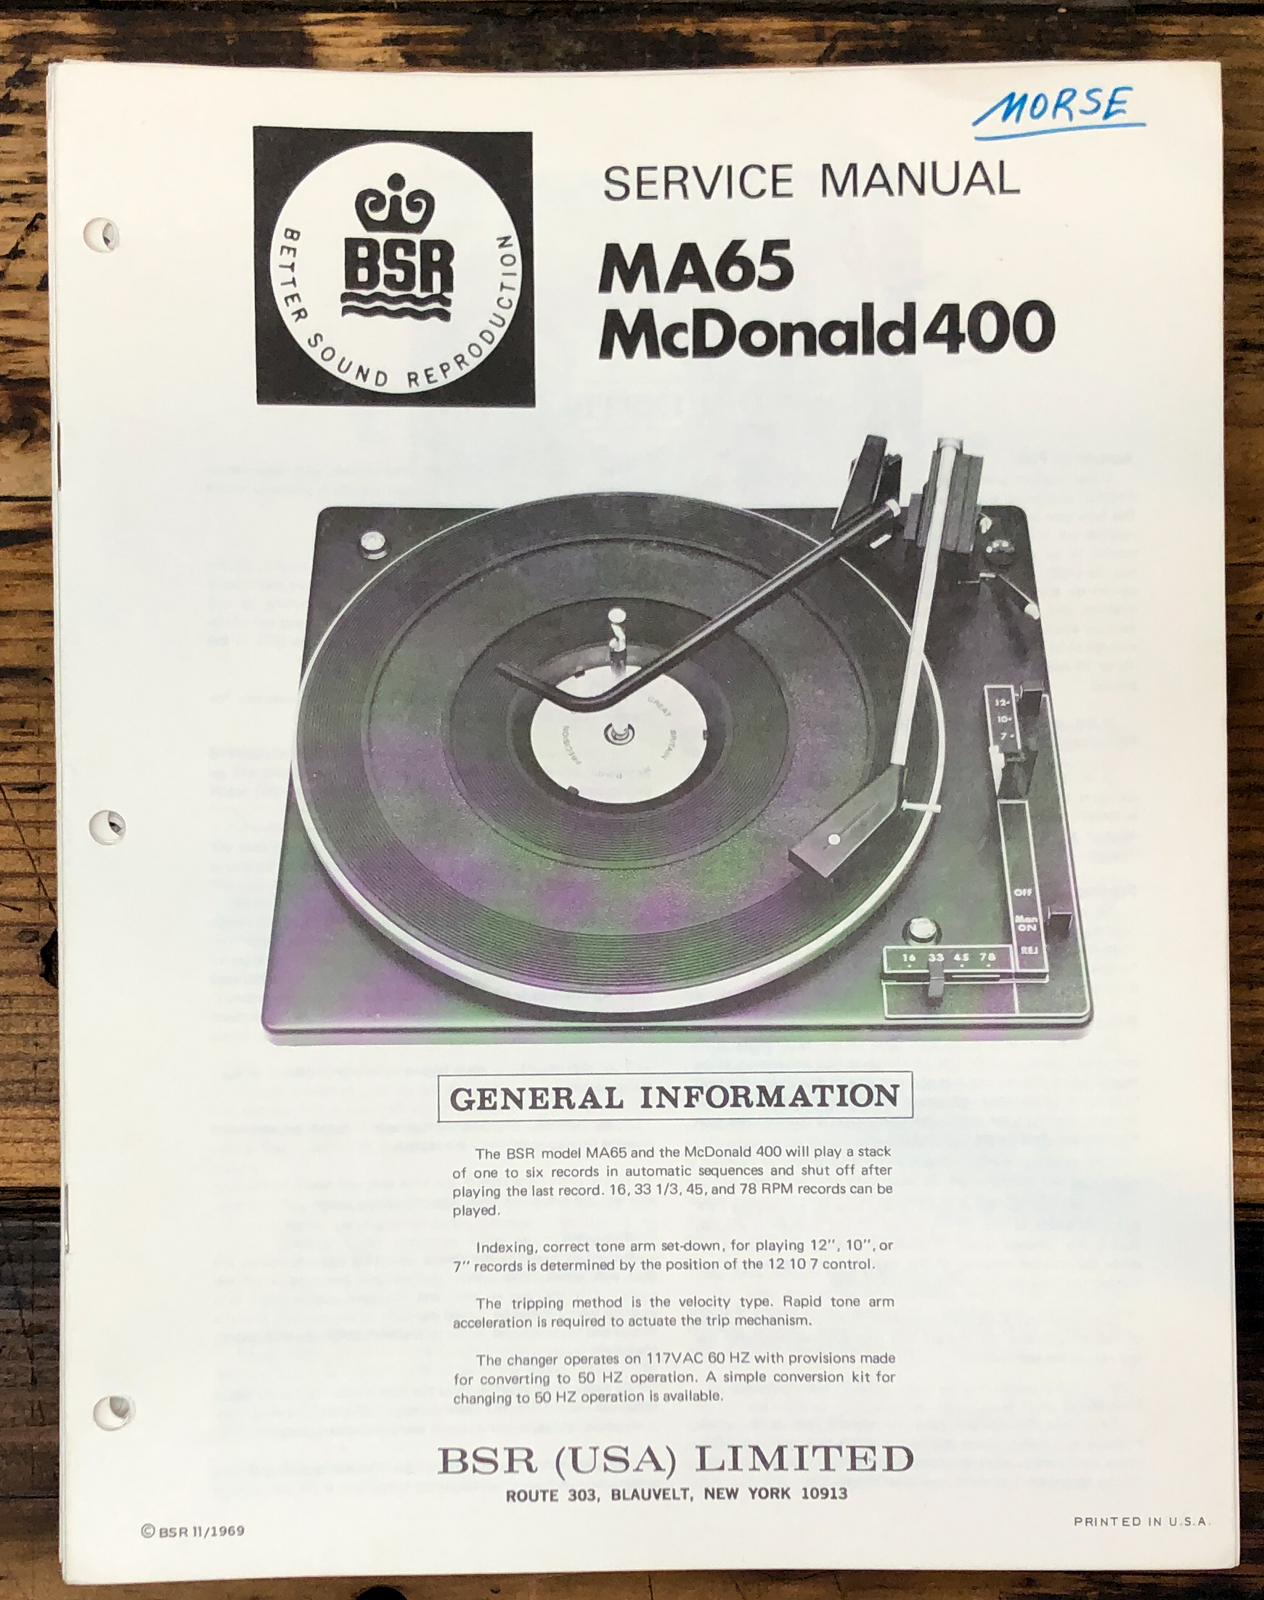 MORSE
BSR
BETTER SOUND REPRODUCTION
SERVICE MANUAL
MA65
McDonald 400
GREAT BRITAIN
PRECISION
12
10
7
OFF
Man
ON
REJ
16 33 45 78
GENERAL INFORMATION
The BSR model MA65 and the McDonald 400 will play a stack
of one to six records in automatic sequences and shut off after
playing the last record. 16, 33 1/3, 45, and 78 RPM records can be
played.
Indexing, correct tone arm set-down, for playing 12", 10", or
7" records is determined by the position of the 12 10 7 control.
The tripping method is the velocity type. Rapid tone arm
acceleration is required to actuate the trip mechanism.
The changer operates on 117VAC 60 HZ with provisions made
for converting to 50 HZ operation. A simple conversion kit for
changing to 50 HZ operation is available.
BSR (USA) LIMITED
ROUTE 303, BLAUVELT, NEW YORK 10913
© BSR 11/1969
PRINTED IN U.S.A.